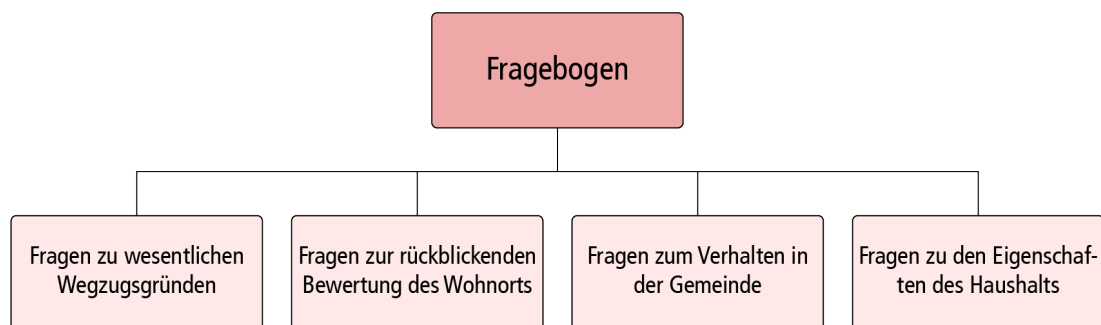 Fragebogen
Fragen zu wesentlichen
Wegzugsgründen
Fragen zur rückblickenden
Bewertung des Wohnorts
Fragen zum Verhalten in
der Gemeinde
Fragen zu den Eigenschaf-
ten des Haushalts